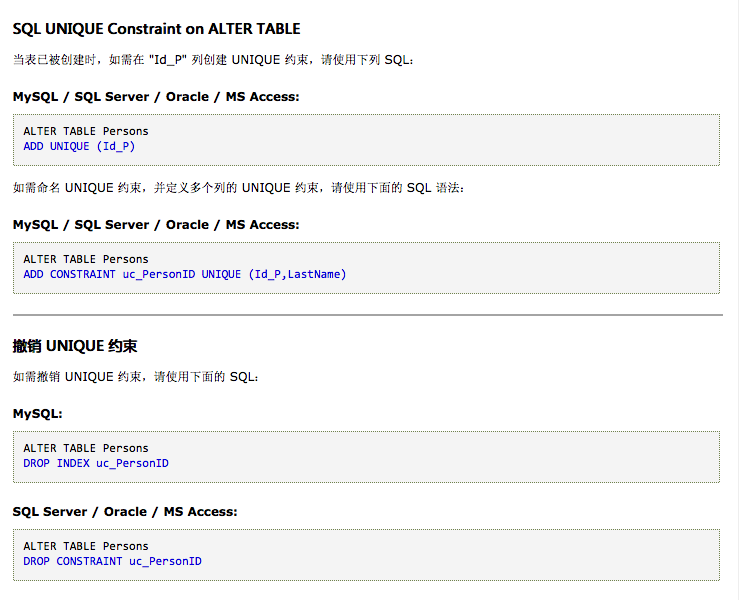 SQL UNIQUE Constraint on ALTER TABLE
当表已被创建时，如需在 "Id_P" 列创建 UNIQUE 约束，请使用下列 SQL：
MySQL / SQL Server / Oracle / MS Access:
ALTER TABLE Persons
ADD UNIQUE (Id_P)
如需命名 UNIQUE 约束，并定义多个列的 UNIQUE 约束，请使用下面的 SQL 语法：
MySQL / SQL Server / Oracle / MS Access:
ALTER TABLE Persons
ADD CONSTRAINT uc_PersonID UNIQUE (Id_P,LastName)
撤销 UNIQUE 约束
如需撤销 UNIQUE 约束，请使用下面的 SQL：
MySQL:
ALTER TABLE Persons
DROP INDEX uc_PersonID
SQL Server / Oracle / MS Access:
ALTER TABLE Persons
DROP CONSTRAINT uc_PersonID